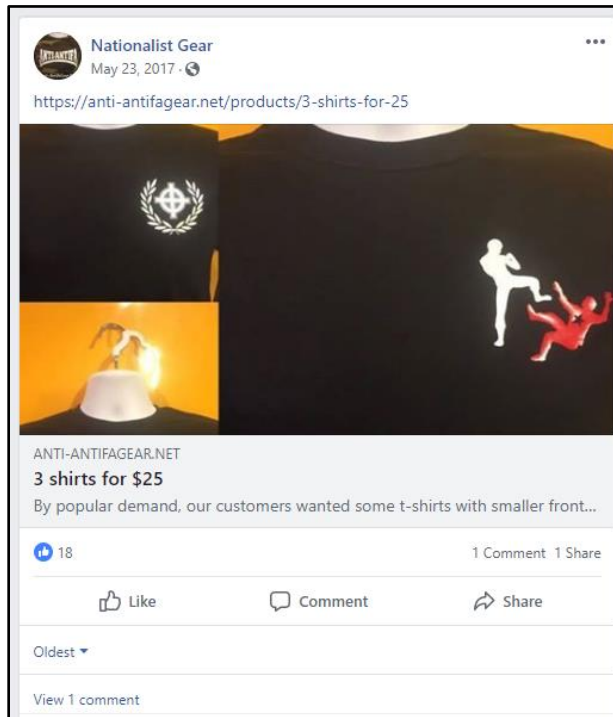 Nationalist Gear
May 23, 2017 ·
https://anti-antifagear.net/products/3-shirts-for-25
ANTI-ANTIFAGEAR.NET
3 shirts for $25
By popular demand, our customers wanted some t-shirts with smaller front...
18
1 Comment 1 Share
Like Comment Share
Oldest
View 1 comment